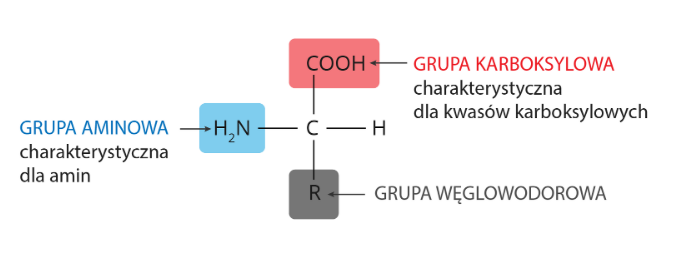 COOH
GRUPA KARBOKSYLOWA
charakterystyczna
dla kwasów karboksylowych
GRUPA AMINOWA
charakterystyczna
dla amin
H₂N
C
H
R
GRUPA WĘGLOWODOROWA